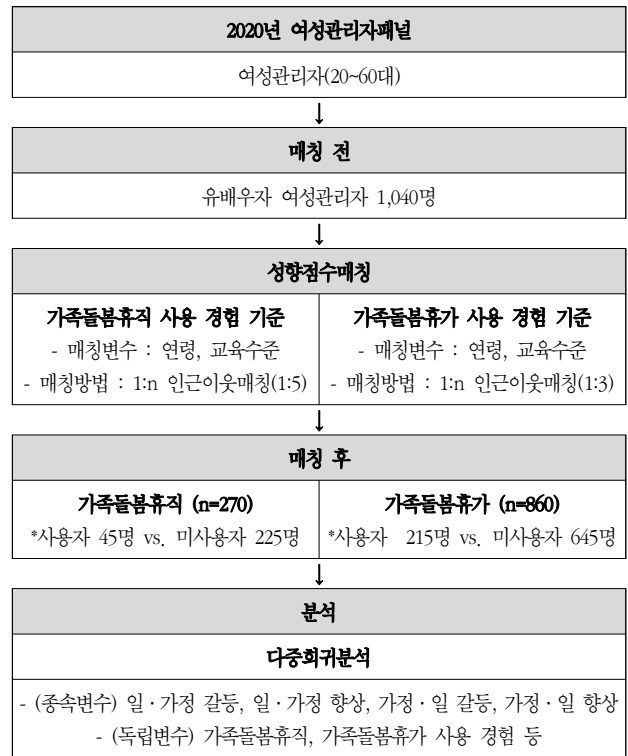 2020년 여성관리자패널
여성관리자(20~60대)
↓
매칭 전
유배우자 여성관리자 1,040명
↓
성향점수매칭
가족돌봄휴직 사용 경험 기준
- 매칭변수 : 연령, 교육수준
- 매칭방법 : 1:n 인근이웃매칭(1:5)
가족돌봄휴가 사용 경험 기준
- 매칭변수 : 연령, 교육수준
- 매칭방법 : 1:n 인근이웃매칭(1:3)
↓
매칭 후
가족돌봄휴직 (n=270)
*사용자 45명 vs. 미사용자 225명
가족돌봄휴가 (n=860)
*사용자 215명 vs. 미사용자 645명
↓
분석
다중회귀분석
- (종속변수) 일·가정 갈등, 일·가정 향상, 가정·일 갈등, 가정·일 향상
- (독립변수) 가족돌봄휴직, 가족돌봄휴가 사용 경험 등